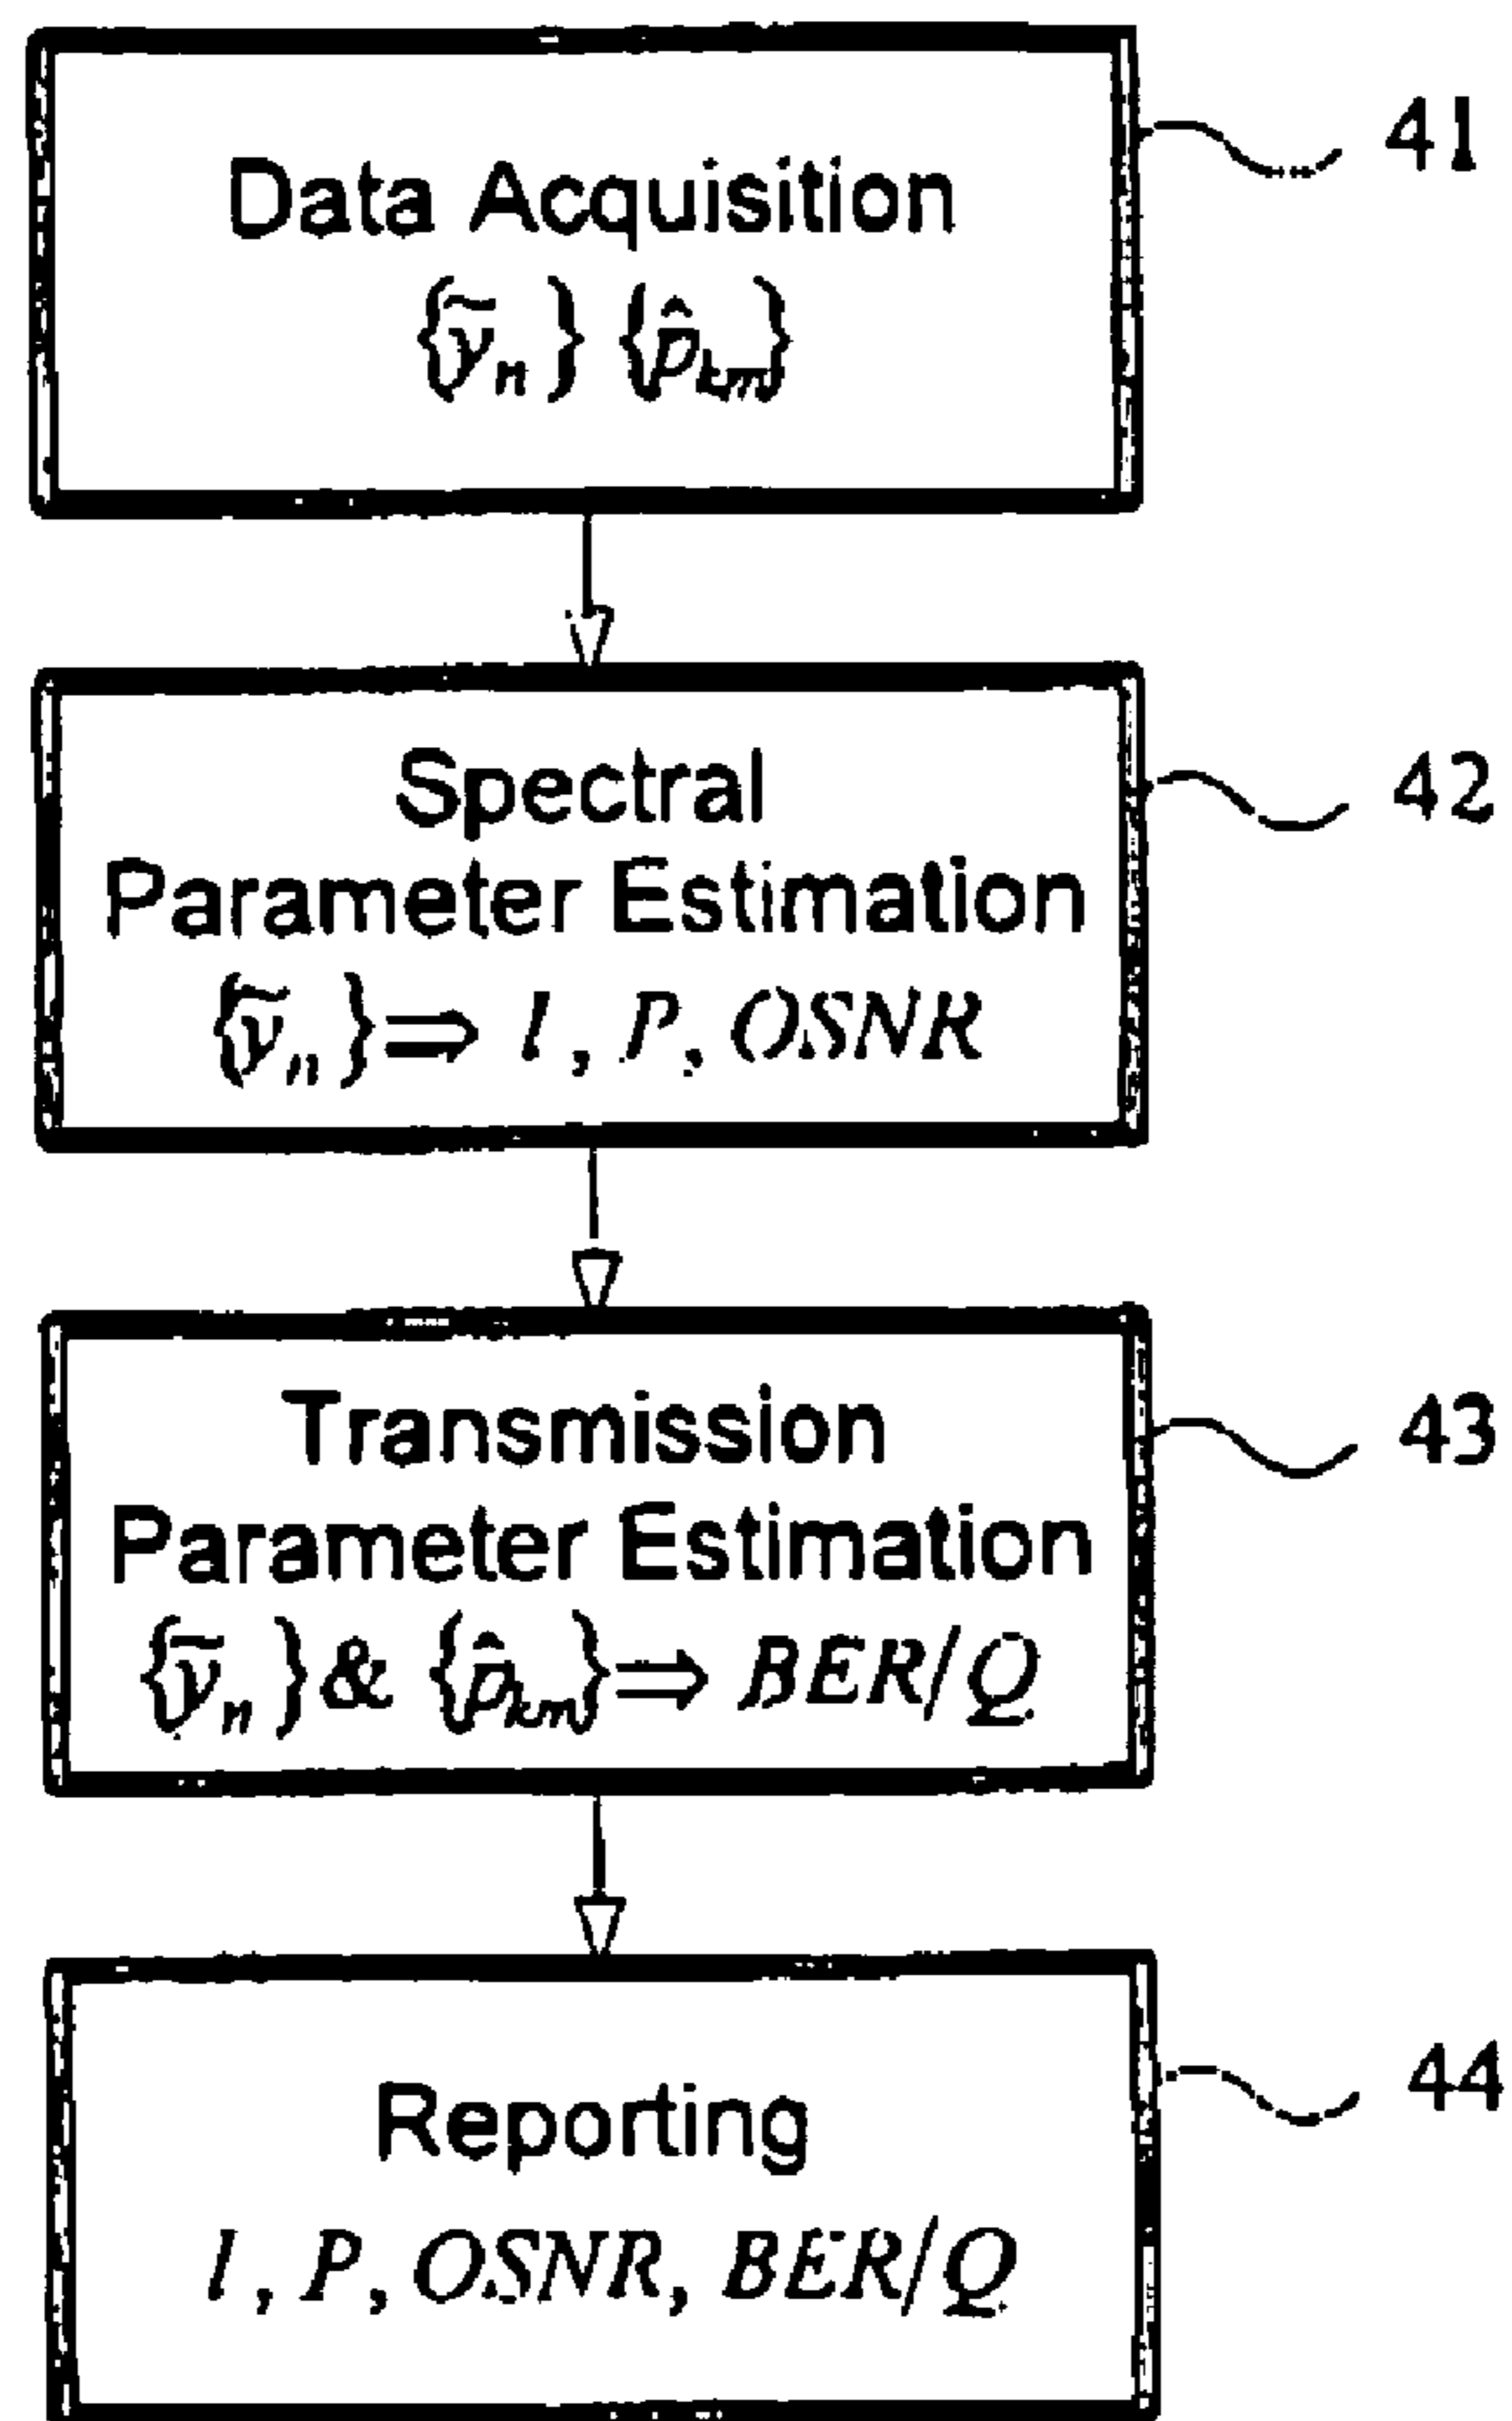 Data Acquisition
{ỹₙ} {p̂ₖₘ}
41
Spectral
Parameter Estimation
{ỹₙ} ⇒ l, P, OSNR
42
Transmission
Parameter Estimation
{ỹₙ} & {p̂ₖₘ} ⇒ BER/Q
43
Reporting
l, P, OSNR, BER/Q
44